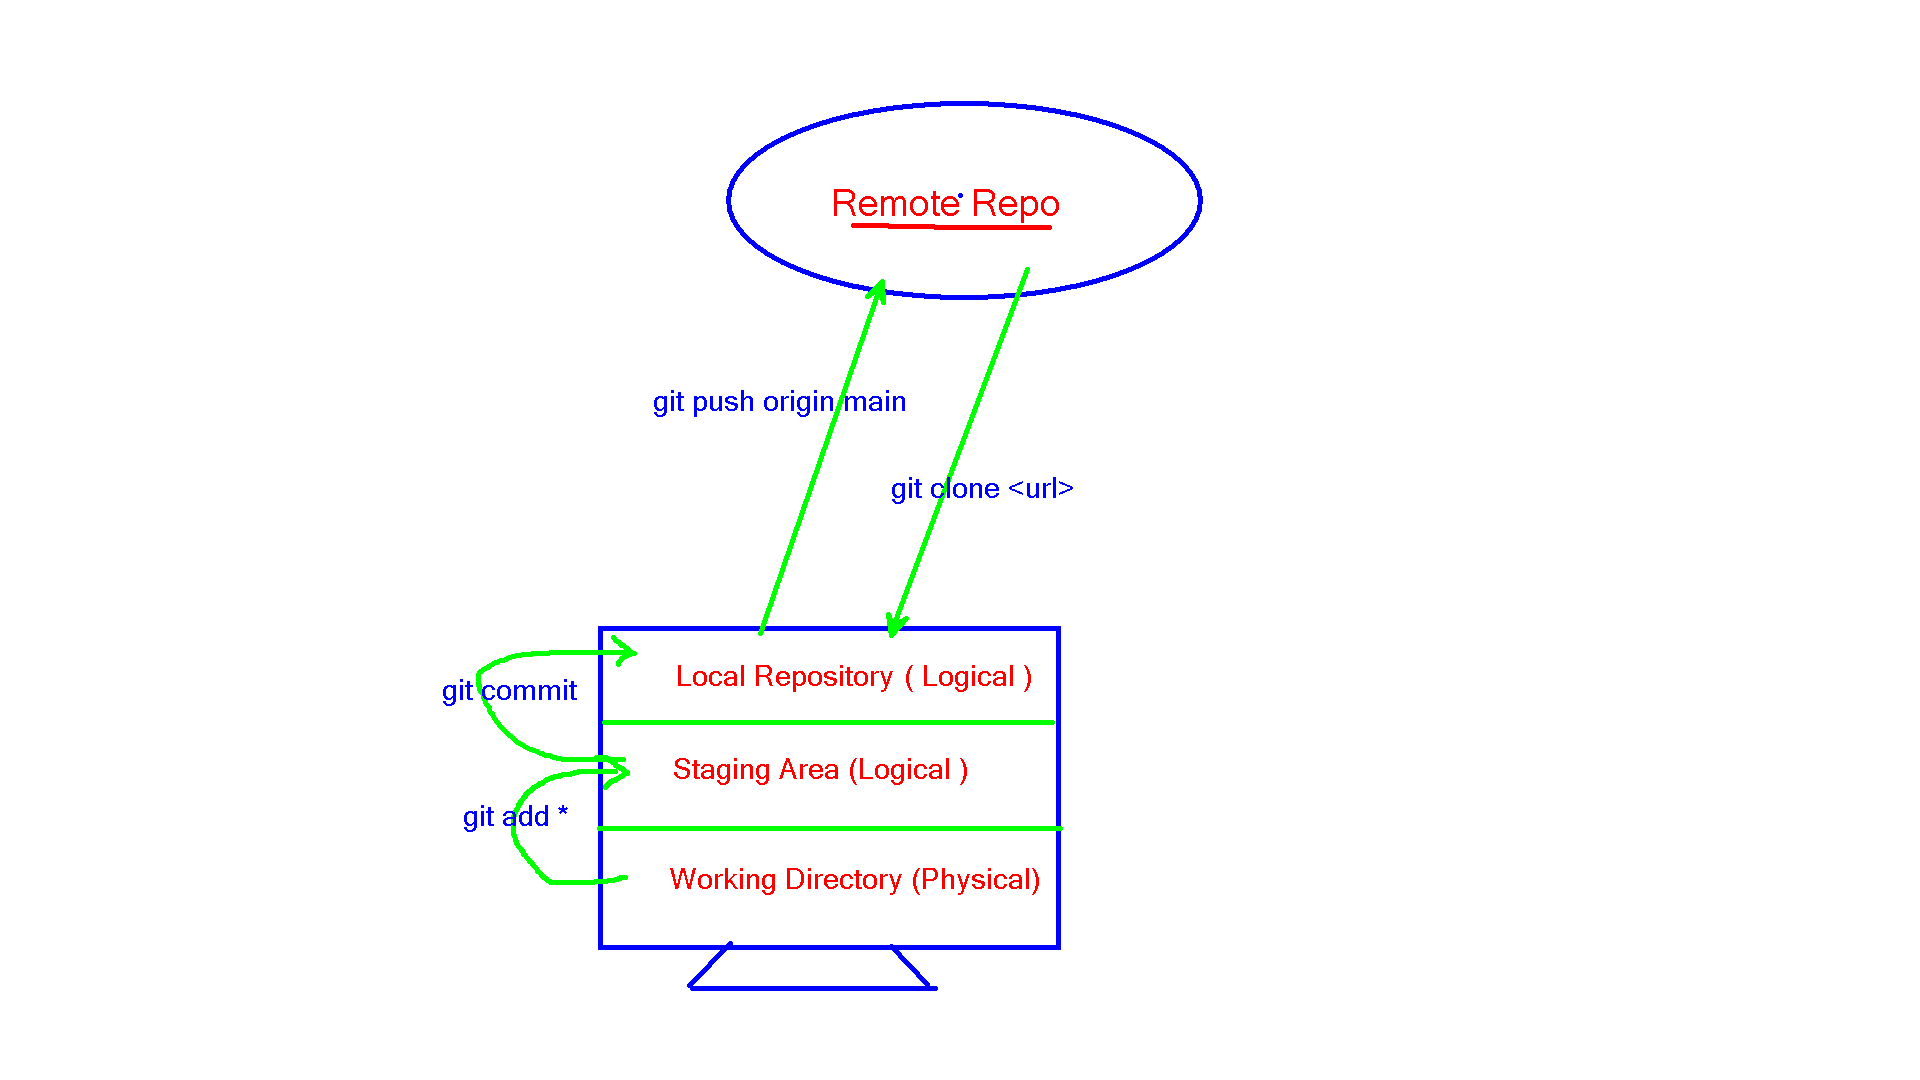 Remote Repo
git push origin main
git clone <url>
Local Repository ( Logical )
git commit
Staging Area (Logical )
git add *
Working Directory (Physical)